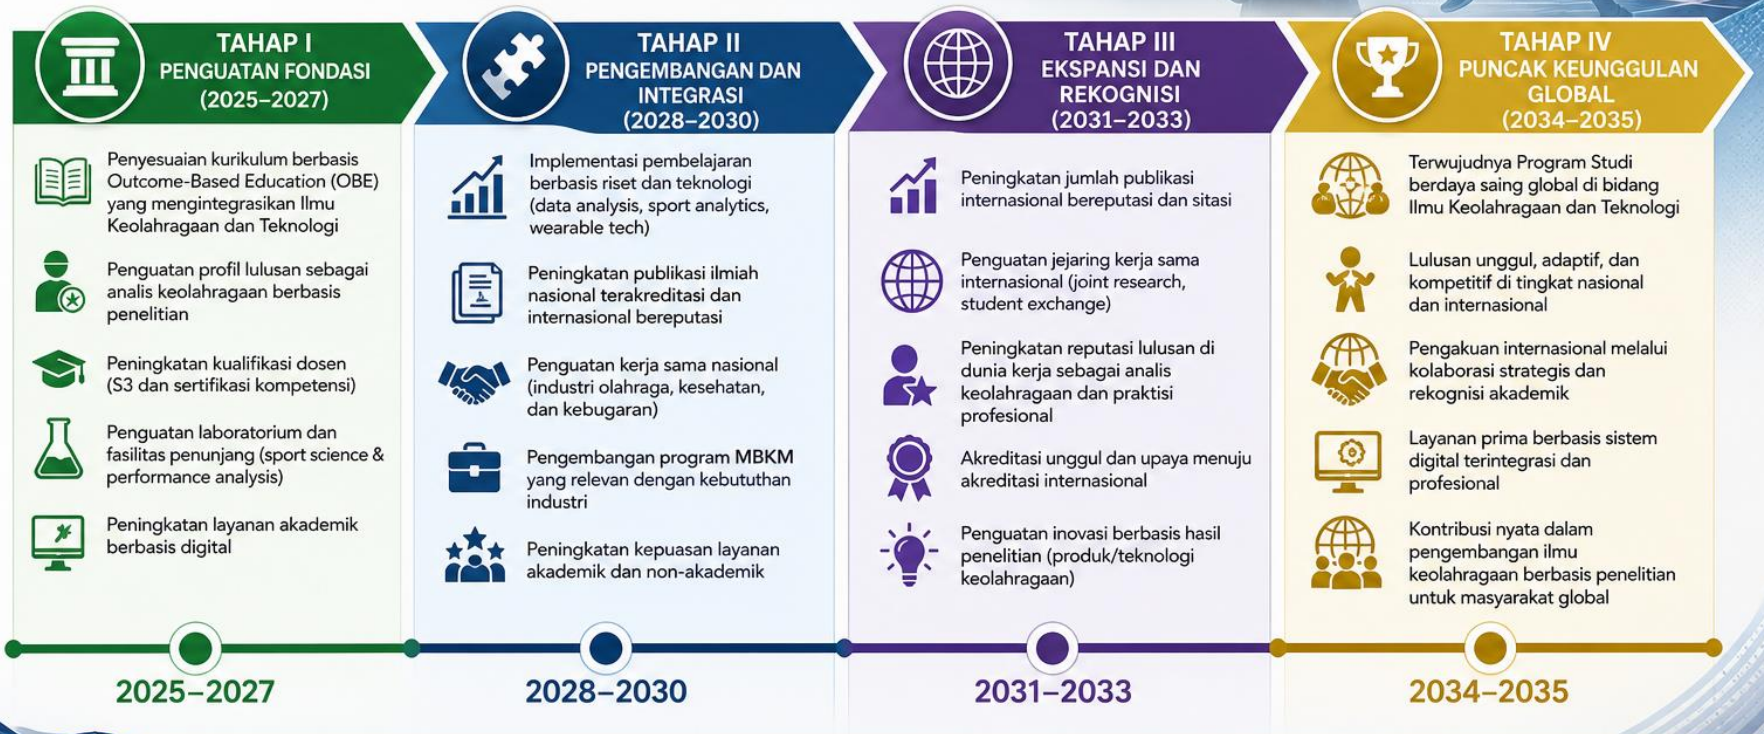 TAHAP I
PENGUATAN FONDASI
(2025–2027)
Penyesuaian kurikulum berbasis
Outcome-Based Education (OBE)
yang mengintegrasikan Ilmu
Keolahragaan dan Teknologi
Penguatan profil lulusan sebagai
analis keolahragaan berbasis
penelitian
Peningkatan kualifikasi dosen
(S3 dan sertifikasi kompetensi)
Penguatan laboratorium dan
fasilitas penunjang (sport science &
performance analysis)
Peningkatan layanan akademik
berbasis digital
2025–2027
TAHAP II
PENGEMBANGAN DAN
INTEGRASI
(2028–2030)
Implementasi pembelajaran
berbasis riset dan teknologi
(data analysis, sport analytics,
wearable tech)
Peningkatan publikasi ilmiah
nasional terakreditasi dan
internasional bereputasi
Penguatan kerja sama nasional
(industri olahraga, kesehatan,
dan kebugaran)
Pengembangan program MBKM
yang relevan dengan kebututhan
industri
Peningkatan kepuasan layanan
akademik dan non-akademik
2028–2030
TAHAP III
EKSPANSI DAN
REKOGNISI
(2031–2033)
Peningkatan jumlah publikasi
internasional bereputasi dan sitasi
Penguatan jejaring kerja sama
internasional (joint research,
student exchange)
Peningkatan reputasi lulusan di
dunia kerja sebagai analis
keolahragaan dan praktisi
profesional
Akreditasi unggul dan upaya menuju
akreditasi internasional
Penguatan inovasi berbasis hasil
penelitian (produk/teknologi
keolahragaan)
2031–2033
TAHAP IV
PUNCAK KEUNGGULAN
GLOBAL
(2034–2035)
Terwujudnya Program Studi
berdaya saing global di bidang
Ilmu Keolahragaan dan Teknologi
Lulusan unggul, adaptif, dan
kompetitif di tingkat nasional
dan internasional
Pengakuan internasional melalui
kolaborasi strategis dan
rekognisi akademik
Layanan prima berbasis sistem
digital terintegrasi dan
profesional
Kontribusi nyata dalam
pengembangan ilmu
keolahragaan berbasis penelitian
untuk masyarakat global
2034–2035